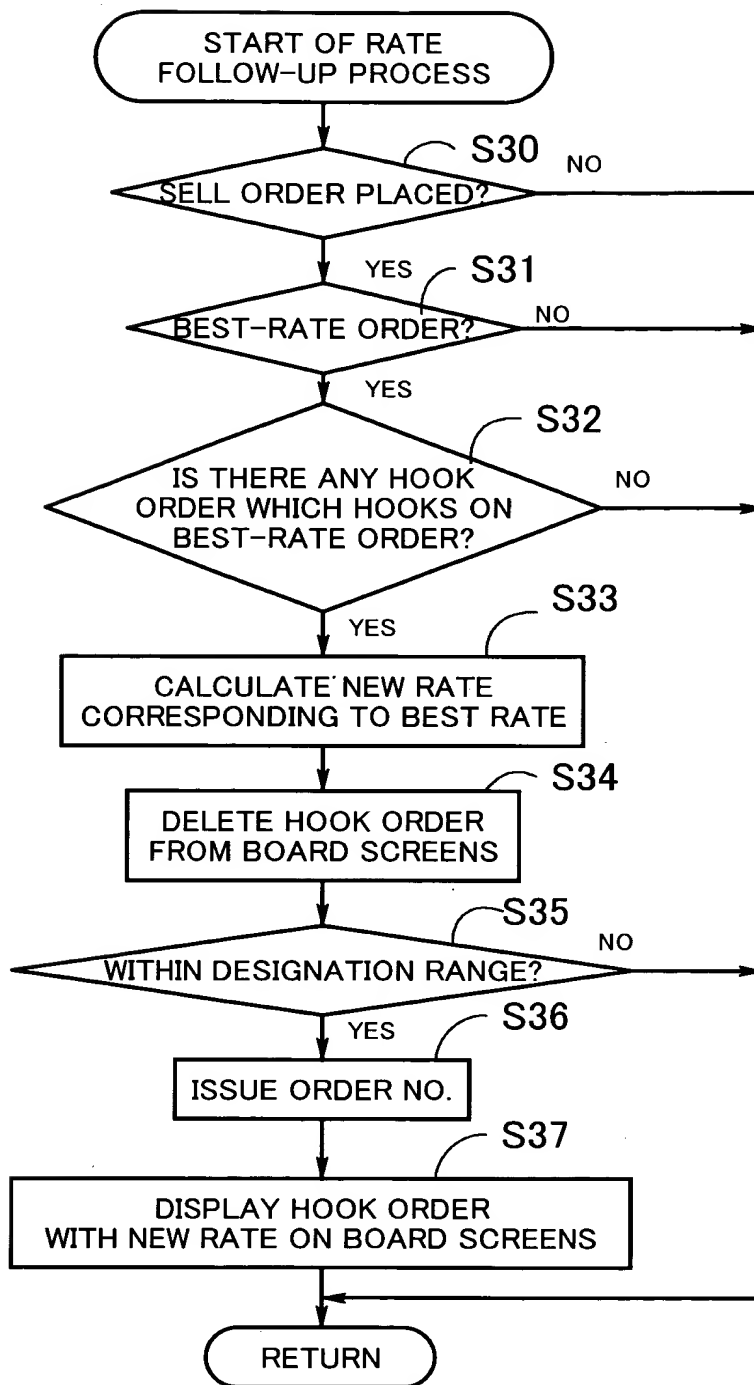 START OF RATE
FOLLOW-UP PROCESS
S30
NO
SELL ORDER PLACED?
YES
S31
NO
BEST-RATE ORDER?
YES
S32
IS THERE ANY HOOK
ORDER WHICH HOOKS ON
BEST-RATE ORDER?
NO
YES
S33
CALCULATE NEW RATE
CORRESPONDING TO BEST RATE
S34
DELETE HOOK ORDER
FROM BOARD SCREENS
S35
NO
WITHIN DESIGNATION RANGE?
YES
S36
ISSUE ORDER NO.
S37
DISPLAY HOOK ORDER
WITH NEW RATE ON BOARD SCREENS
RETURN